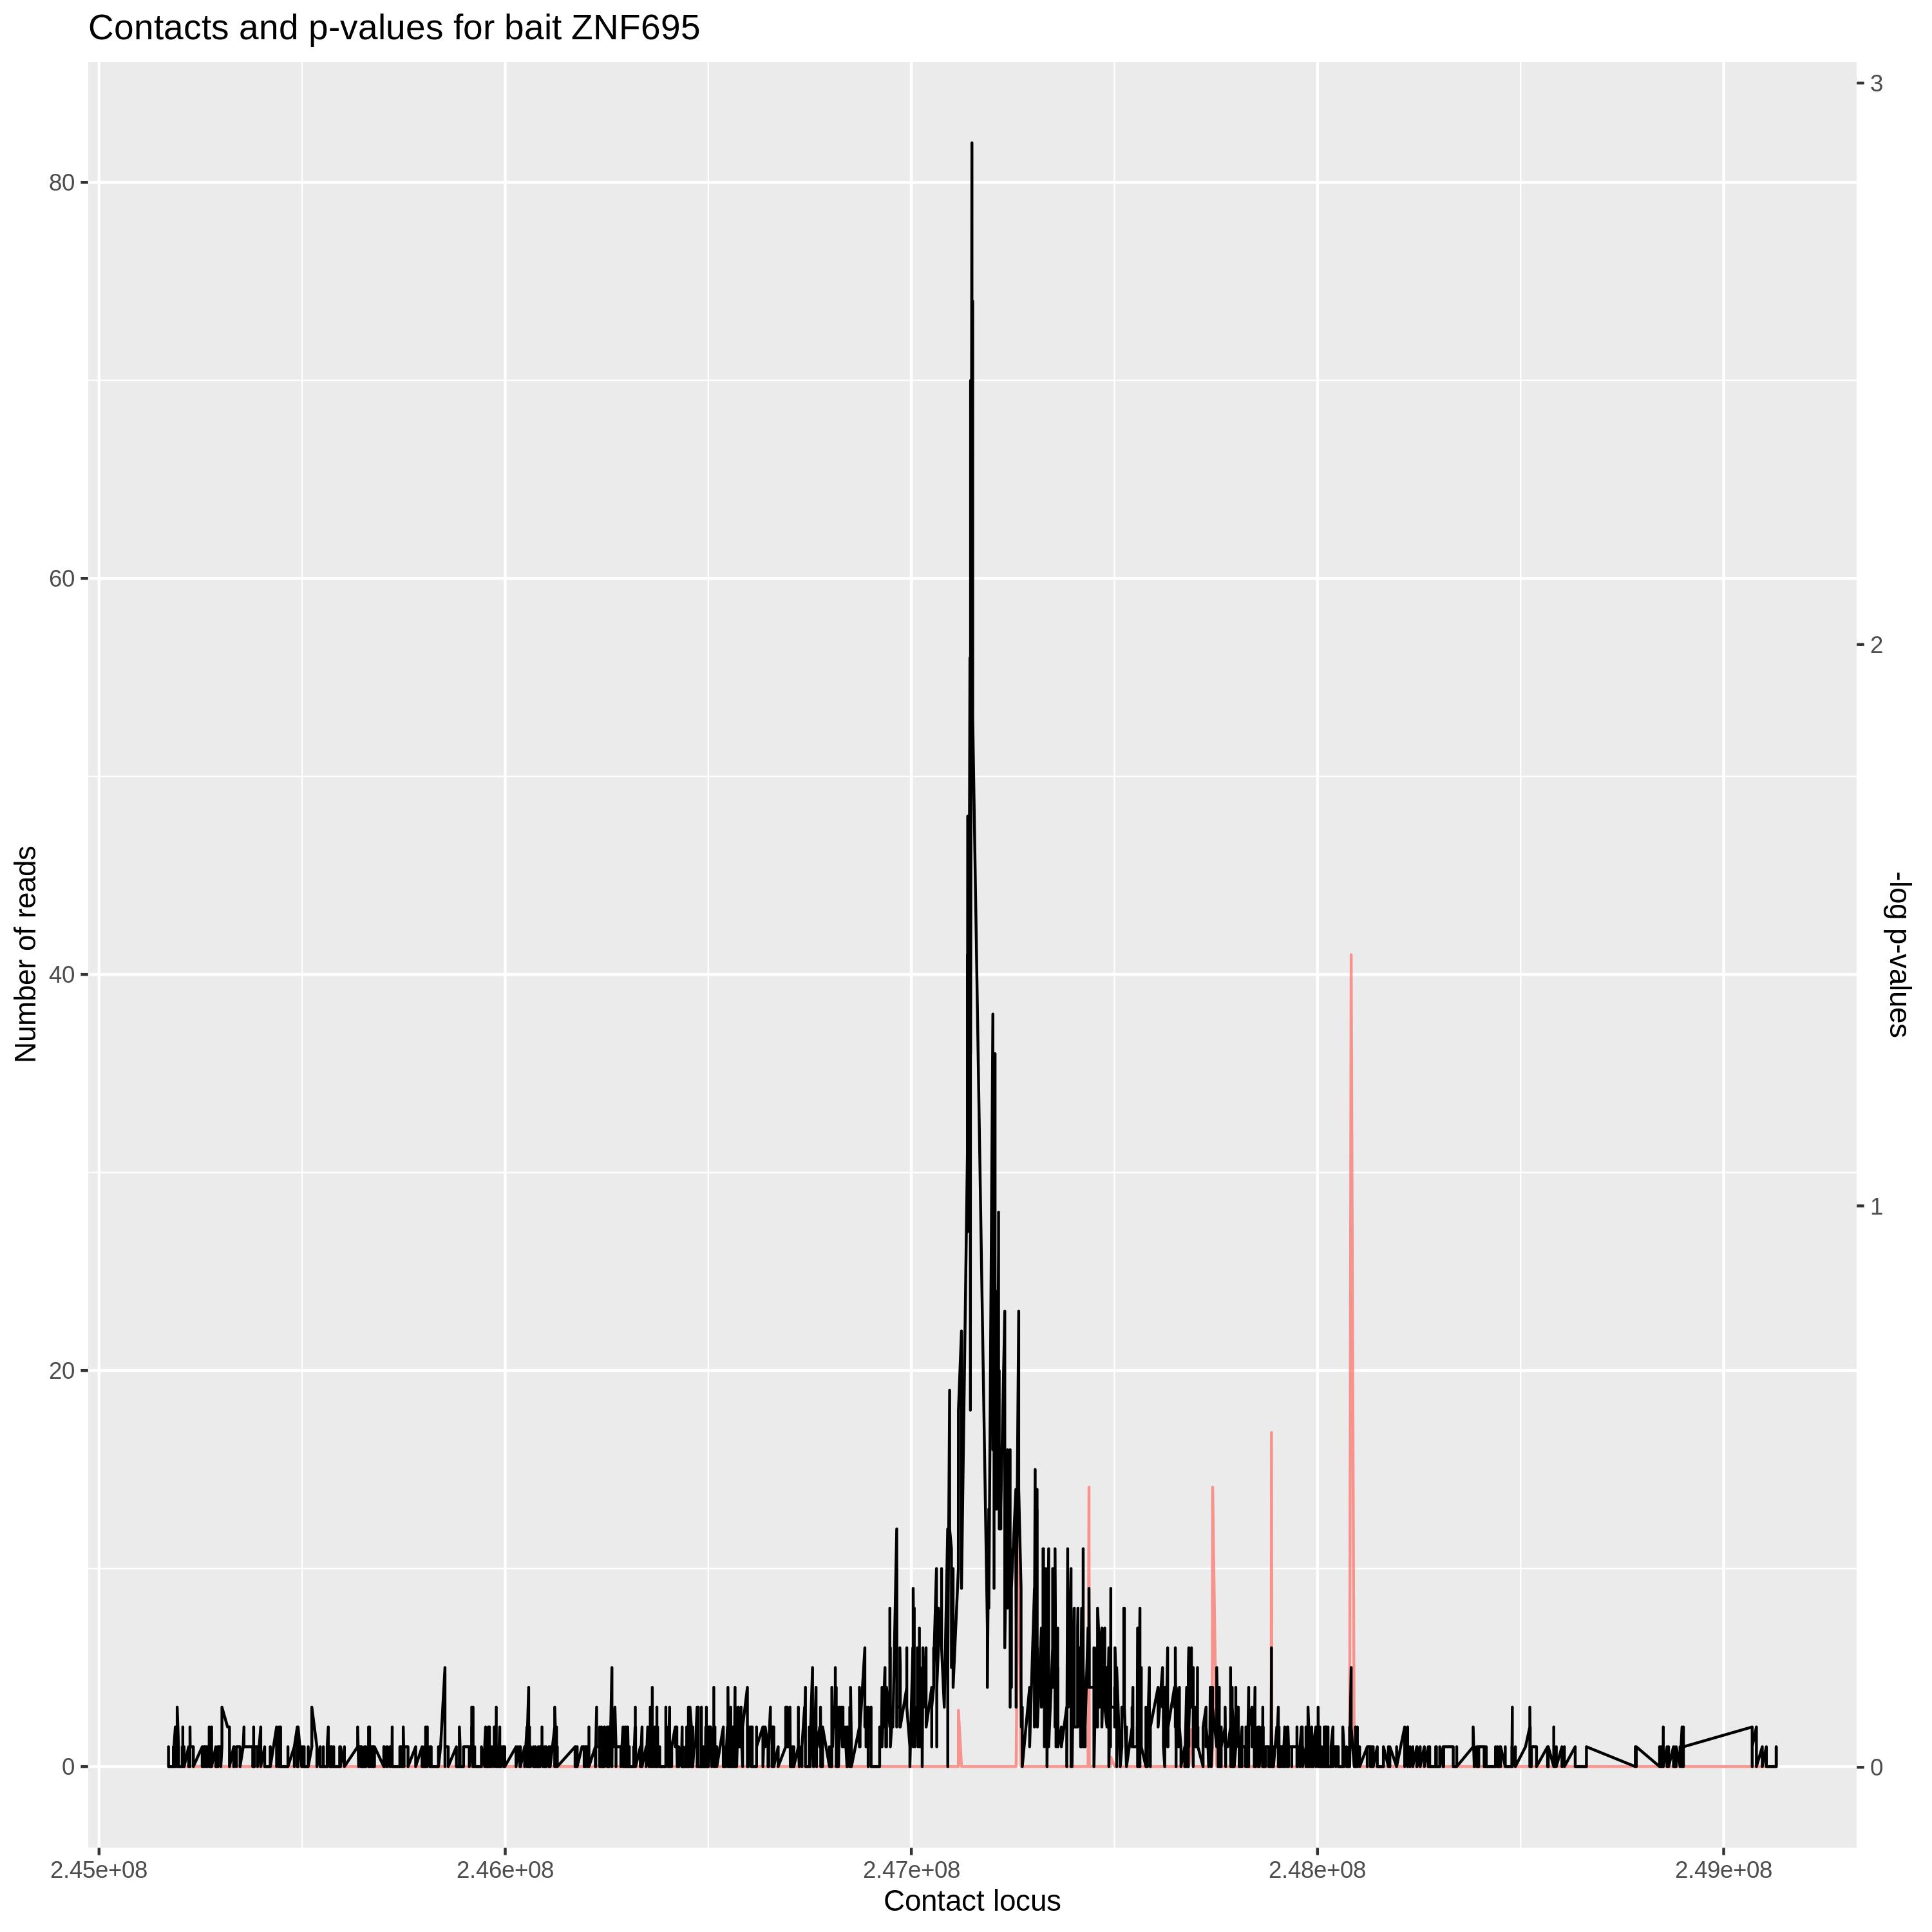 Contacts and p-values for bait ZNF695
Number of reads
80
60
40
20
0
3
2
1
0
-log p-values
2.45e+08
2.46e+08
2.47e+08
2.48e+08
2.49e+08
Contact locus